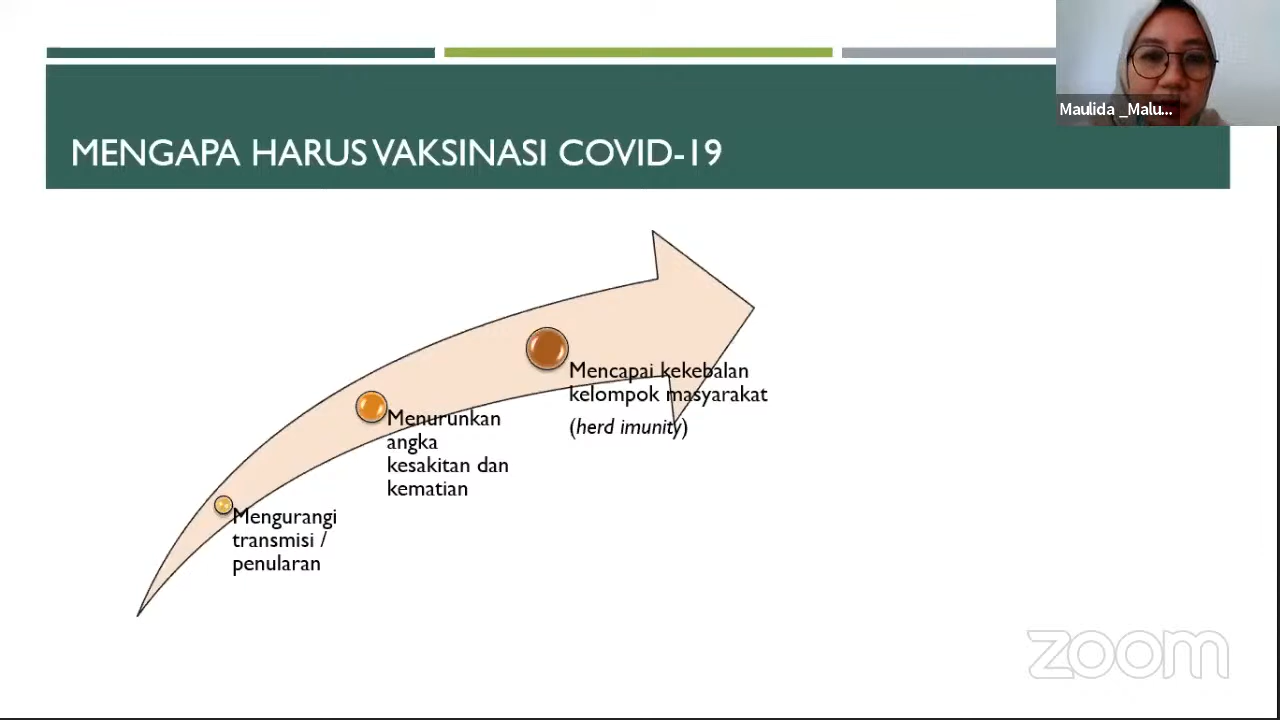 Maulida _Malu...
MENGAPA HARUS VAKSINASI COVID-19
Mencapai kekebalan
kelompok masyarakat
(herd imunity)
Menurunkan
angka
kesakitan dan
kematian
Mengurangi
transmisi /
penularan
zoom